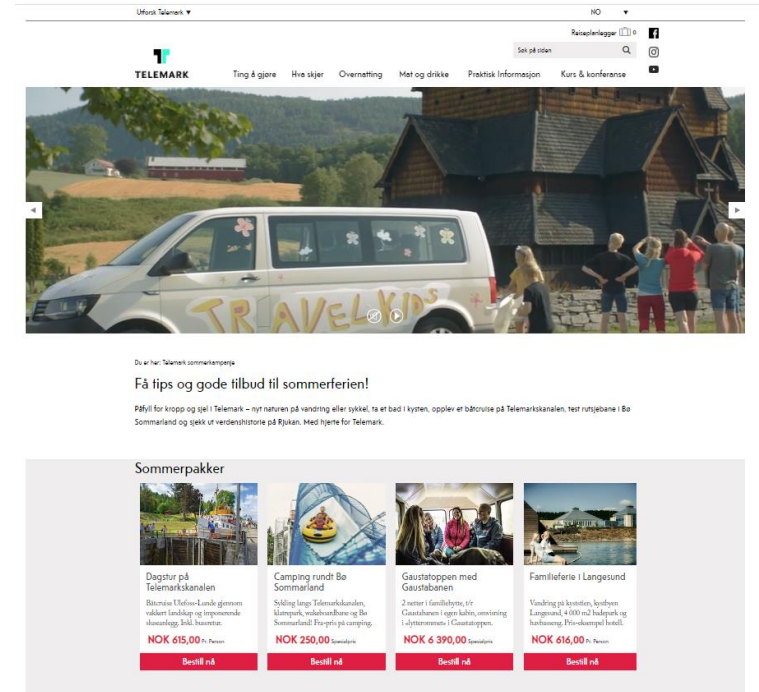 Utforsk Telemark ▼
NO ▼
Reiseplanlegger 0
Søk på siden
TELEMARK
Ting å gjøre Hva skjer Overnatting Mat og drikke Praktisk Informasjon Kurs & konferanse
TRAVELKIDS
Du er her: Telemark sommerkampanje
Få tips og gode tilbud til sommerferien!
Påfyll for kropp og sjel i Telemark – nyt naturen på vandring eller sykkel, ta et bad i kysten, opplev et båtcruise på Telemarkskanalen, test rutsjebane i Bø
Sommarland og sjekk ut verdenshistorie på Rjukan. Med hjerte for Telemark.
Sommerpakker
Dagstur på
Telemarkskanalen
Båtcruise Ulefoss-Lunde gjennom
vakkert landskap og imponerende
sluseanlegg. Inkl. bussretur.
NOK 615,00 Pr. Person
Bestill nå
Camping rundt Bø
Sommarland
Sykling langs Telemarkskanalen,
klatrepark, wakeboardbane og Bø
Sommarland! Fra-pris på camping.
NOK 250,00 Spesialpris
Bestill nå
Gaustatoppen med
Gaustabanen
2 netter i familiehytte, t/r
Gaustabanen i egen kabin, omvisning
i «lytterommet» i Gaustatoppen.
NOK 6 390,00 Spesialpris
Bestill nå
Familieferie i Langesund
Vandring på kyststien, kystbyen
Langesund, 4 000 m2 badepark og
havbasseng. Pris-eksempel hotell.
NOK 616,00 Pr. Person
Bestill nå